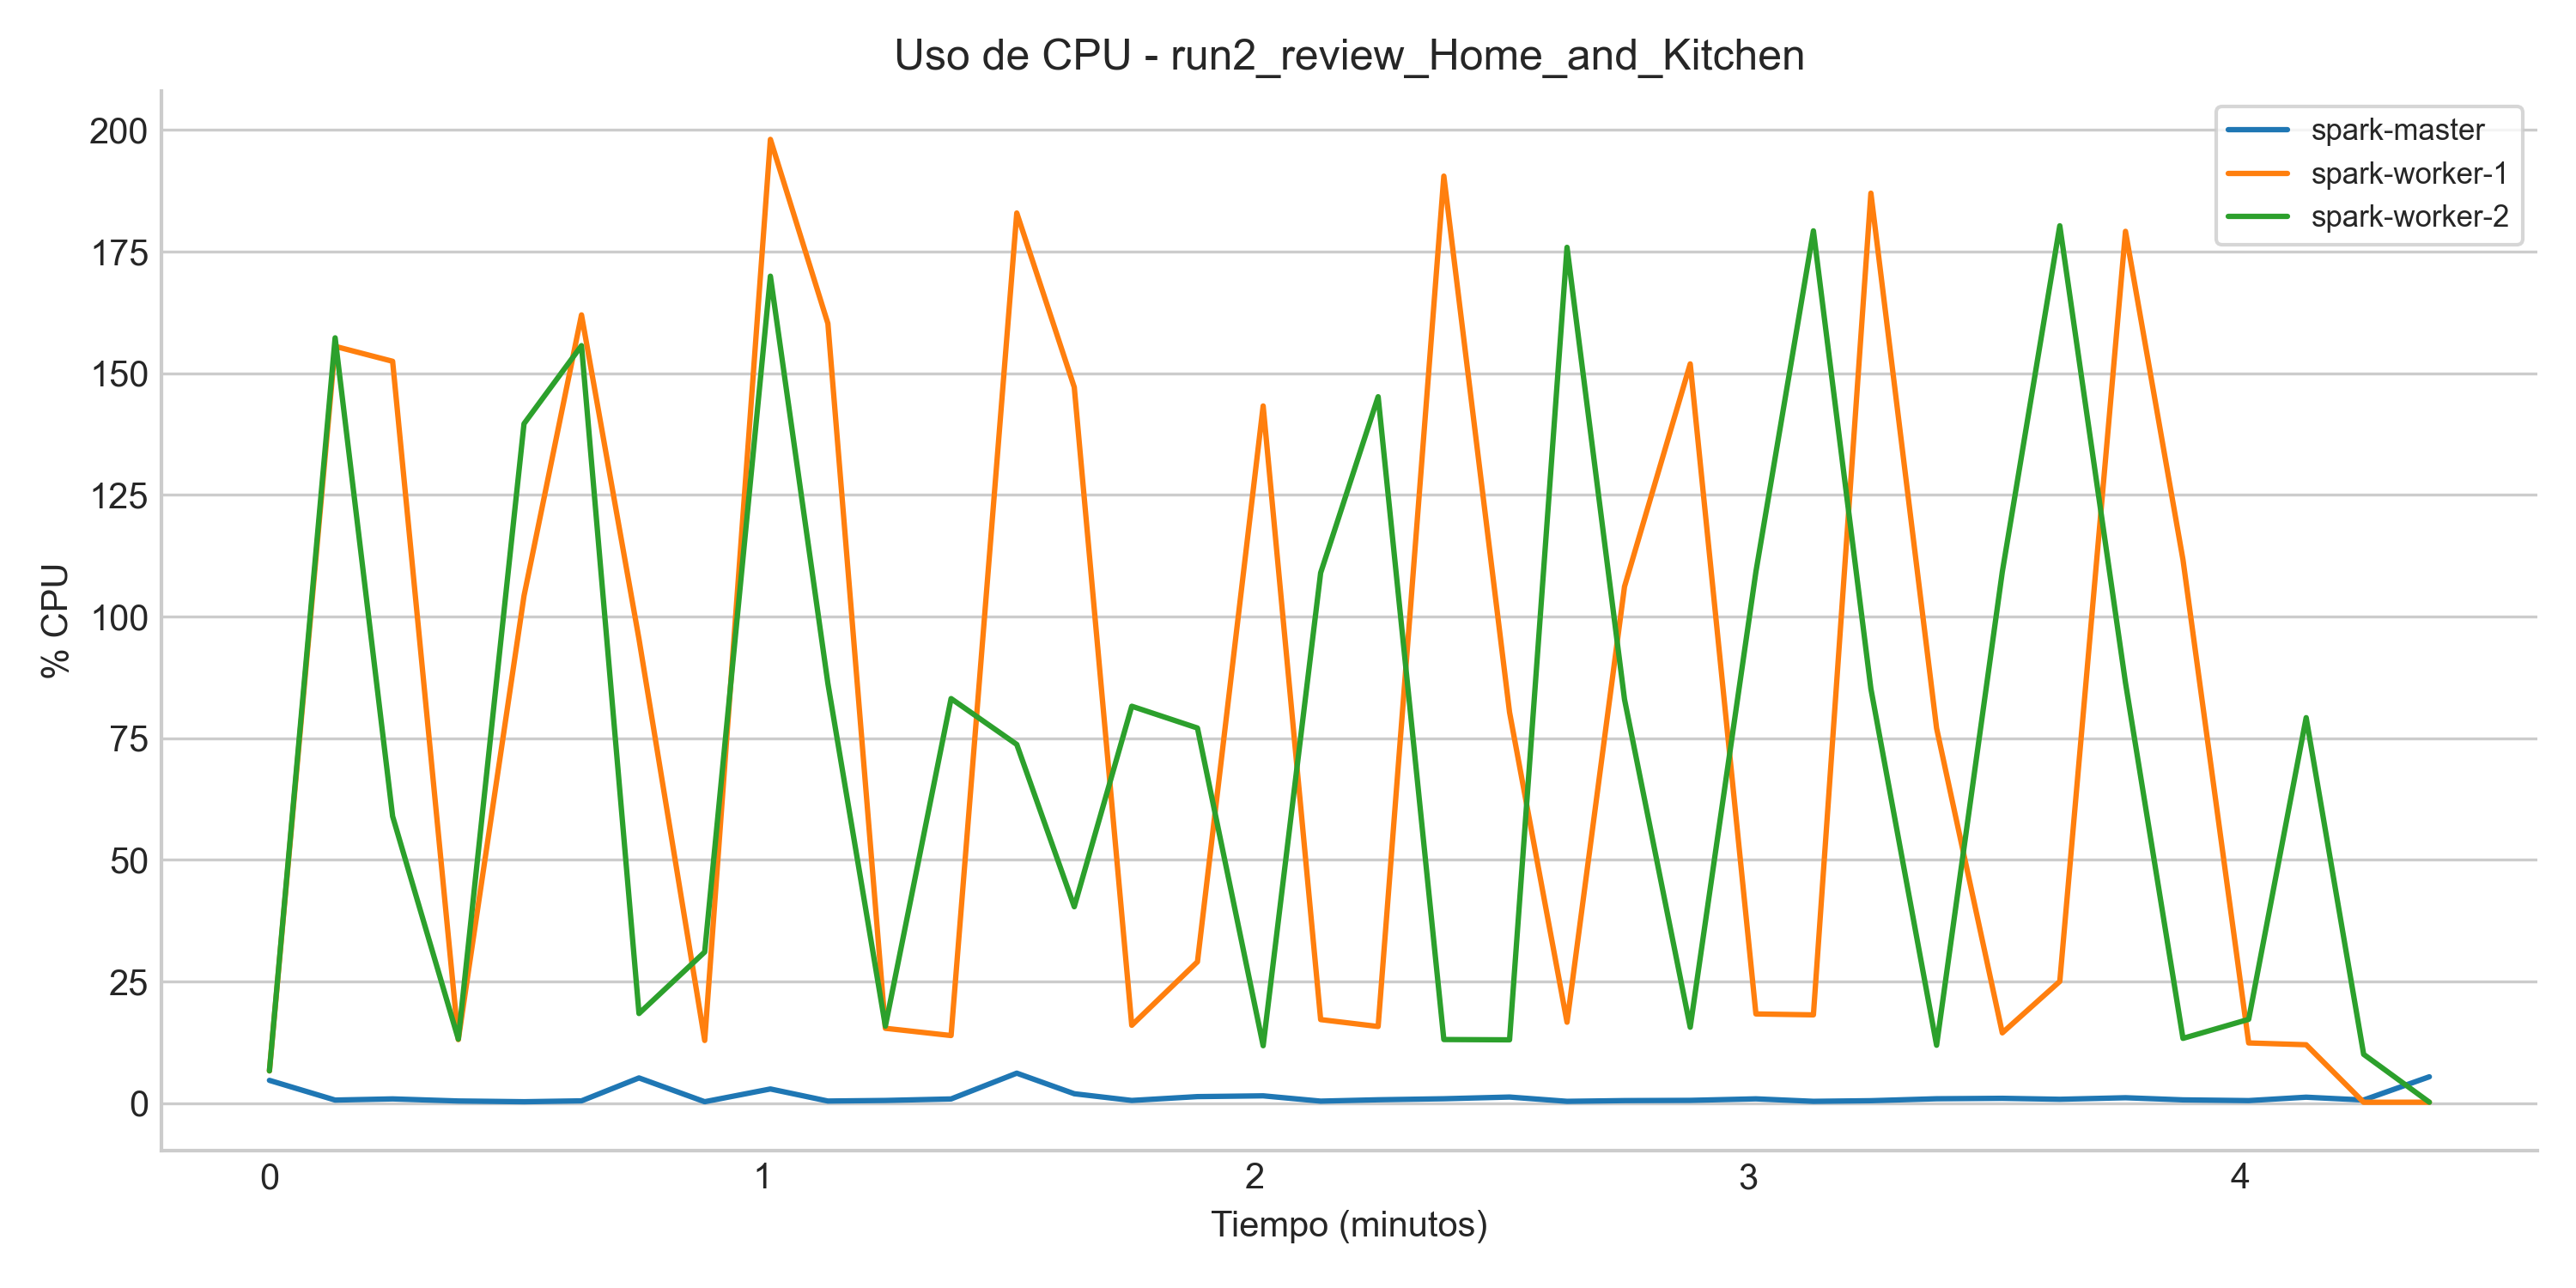 Uso de CPU - run2_review_Home_and_Kitchen
spark-master
spark-worker-1
spark-worker-2
% CPU
200
175
150
125
100
75
50
25
0
0 1 2 3 4
Tiempo (minutos)